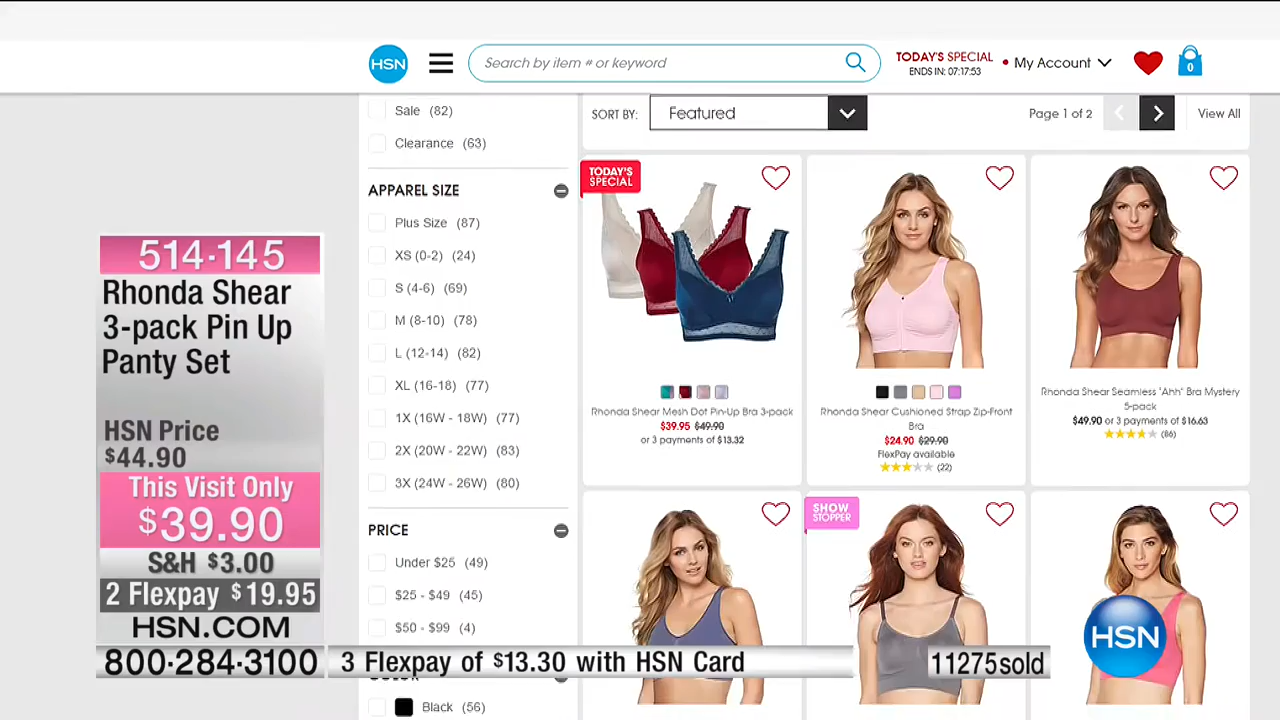 HSN
Search by item # or keyword
TODAY'S SPECIAL
ENDS IN: 07:17:53
My Account
0
Sale (82)
Clearance (63)
APPAREL SIZE
Plus Size (87)
XS (0-2) (24)
S (4-6) (69)
M (8-10) (78)
L (12-14) (82)
XL (16-18) (77)
1X (16W - 18W) (77)
2X (20W - 22W) (83)
3X (24W - 26W) (80)
PRICE
Under $25 (49)
$25 - $49 (45)
$50 - $99 (4)
Black (56)
SORT BY:
Featured
Page 1 of 2
View All
TODAY'S
SPECIAL
Rhonda Shear Mesh Dot Pin-Up Bra 3-pack
$39.95 $49.90
or 3 payments of $13.32
Rhonda Shear Cushioned Strap Zip-Front
Bra
$24.90 $29.90
FlexPay available
(22)
Rhonda Shear Seamless "Ahh" Bra Mystery
5-pack
$49.90 or 3 payments of $16.63
(86)
SHOW
STOPPER
514-145
Rhonda Shear
3-pack Pin Up
Panty Set
HSN Price
$44.90
This Visit Only
$39.90
S&H $3.00
2 Flexpay $19.95
HSN.COM
800-284-3100
3 Flexpay of $13.30 with HSN Card
11275sold
HSN